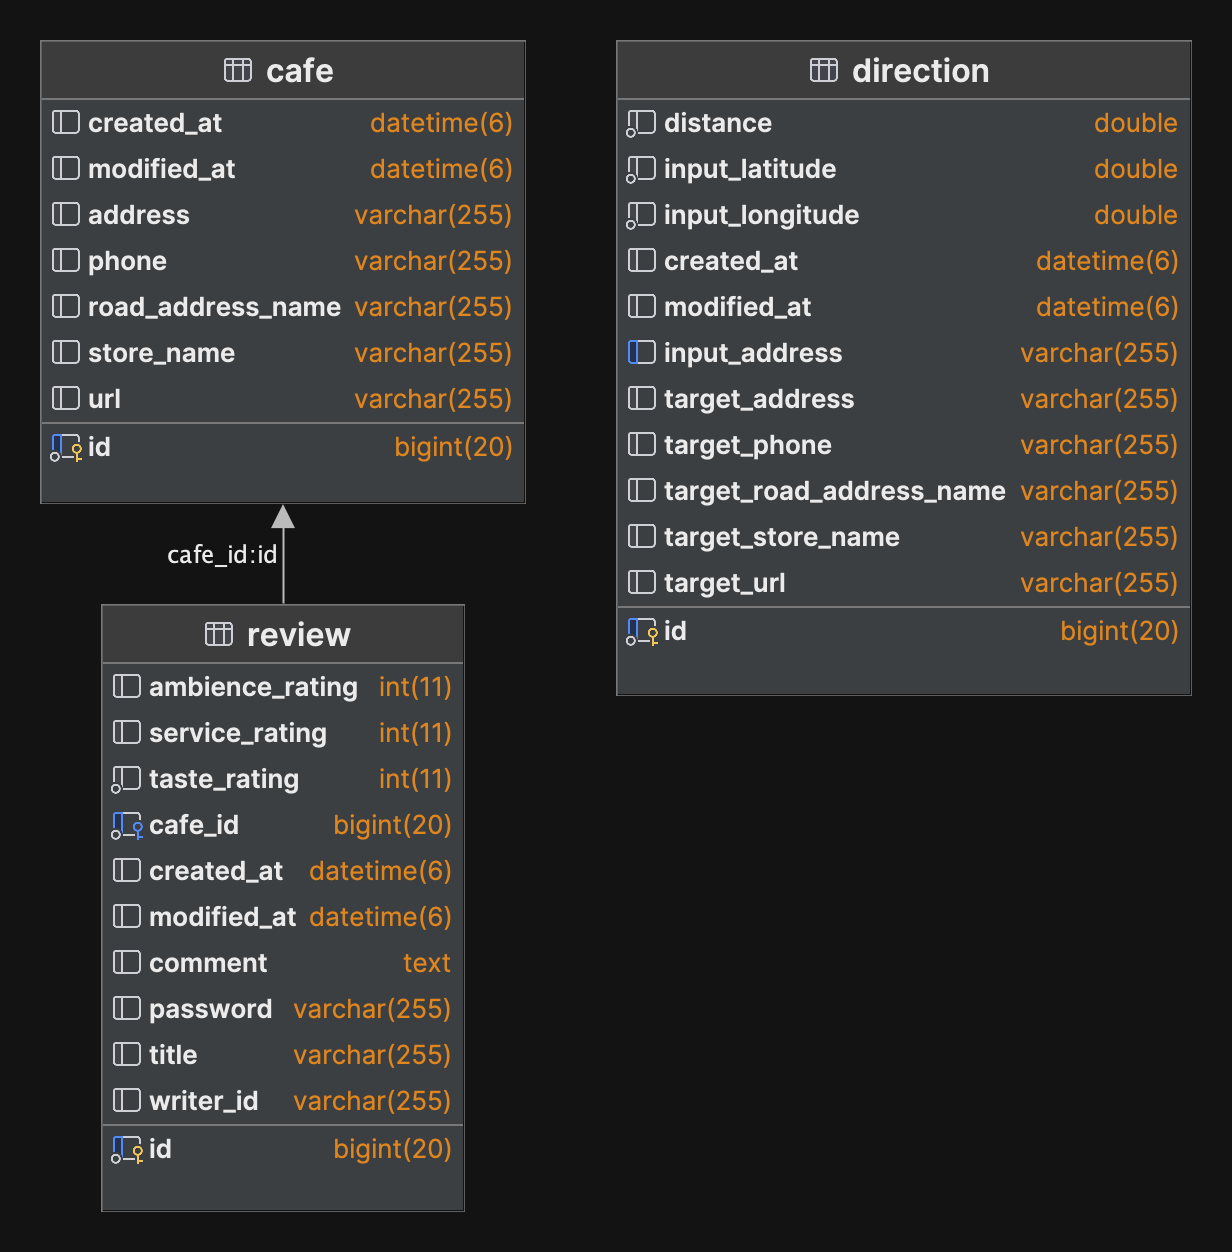 cafe
created_at datetime(6)
modified_at datetime(6)
address varchar(255)
phone varchar(255)
road_address_name varchar(255)
store_name varchar(255)
url varchar(255)
id bigint(20)
cafe_id:id
review
ambience_rating int(11)
service_rating int(11)
taste_rating int(11)
cafe_id bigint(20)
created_at datetime(6)
modified_at datetime(6)
comment text
password varchar(255)
title varchar(255)
writer_id varchar(255)
id bigint(20)
direction
distance double
input_latitude double
input_longitude double
created_at datetime(6)
modified_at datetime(6)
input_address varchar(255)
target_address varchar(255)
target_phone varchar(255)
target_road_address_name varchar(255)
target_store_name varchar(255)
target_url varchar(255)
id bigint(20)